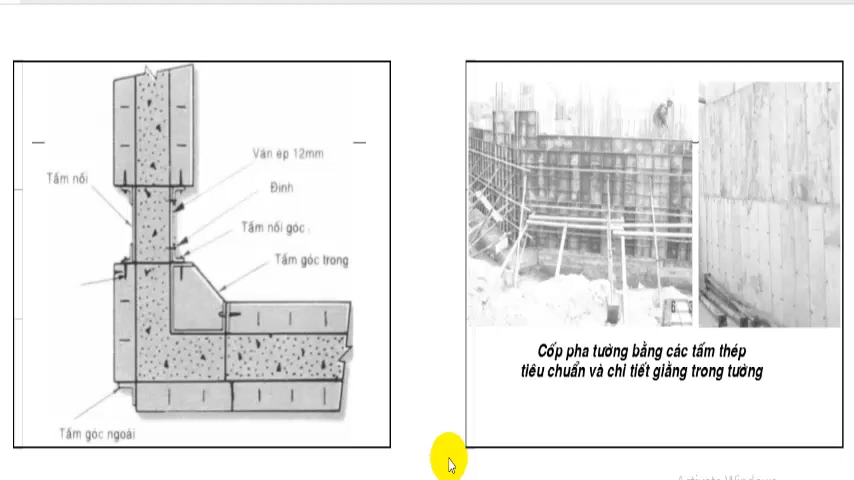 Ván ép 12mm
Tấm nối
Đinh
Tấm nối góc
Tấm góc trong
Tấm góc ngoài
Cốp pha tường bằng các tấm thép
tiêu chuẩn và chi tiết giằng trong tường